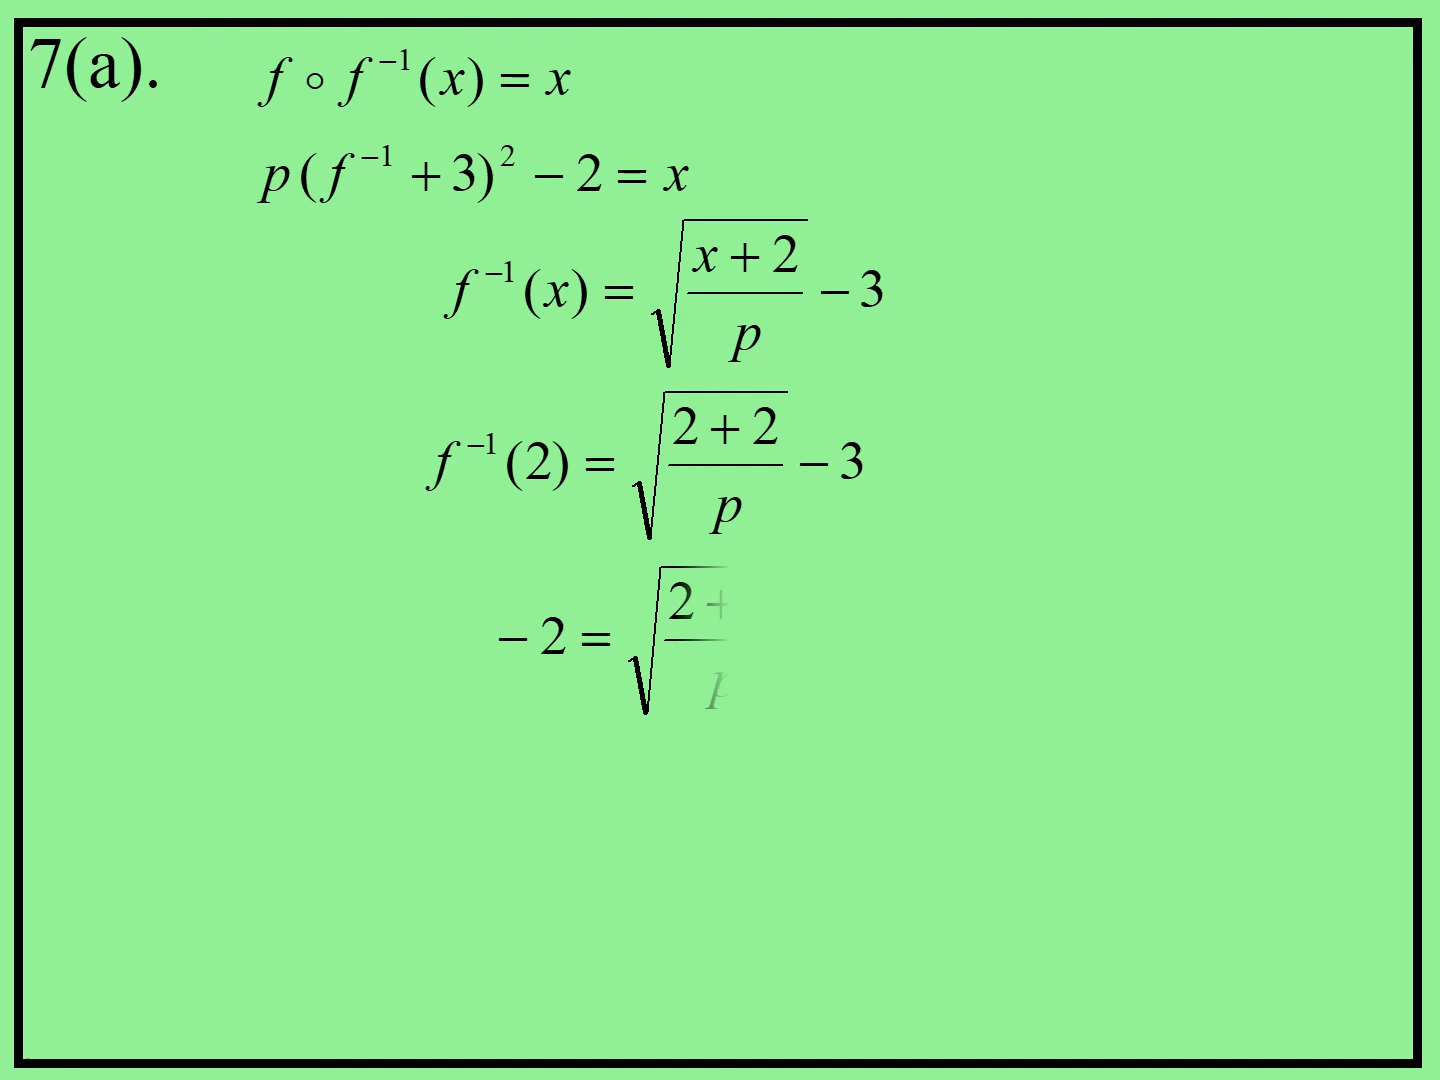 7(a). f ∘ f⁻¹(x) = x
p(f⁻¹ + 3)² − 2 = x
f⁻¹(x) = √((x + 2)/p) − 3
f⁻¹(2) = √((2 + 2)/p) − 3
− 2 = √((2 +)/p)